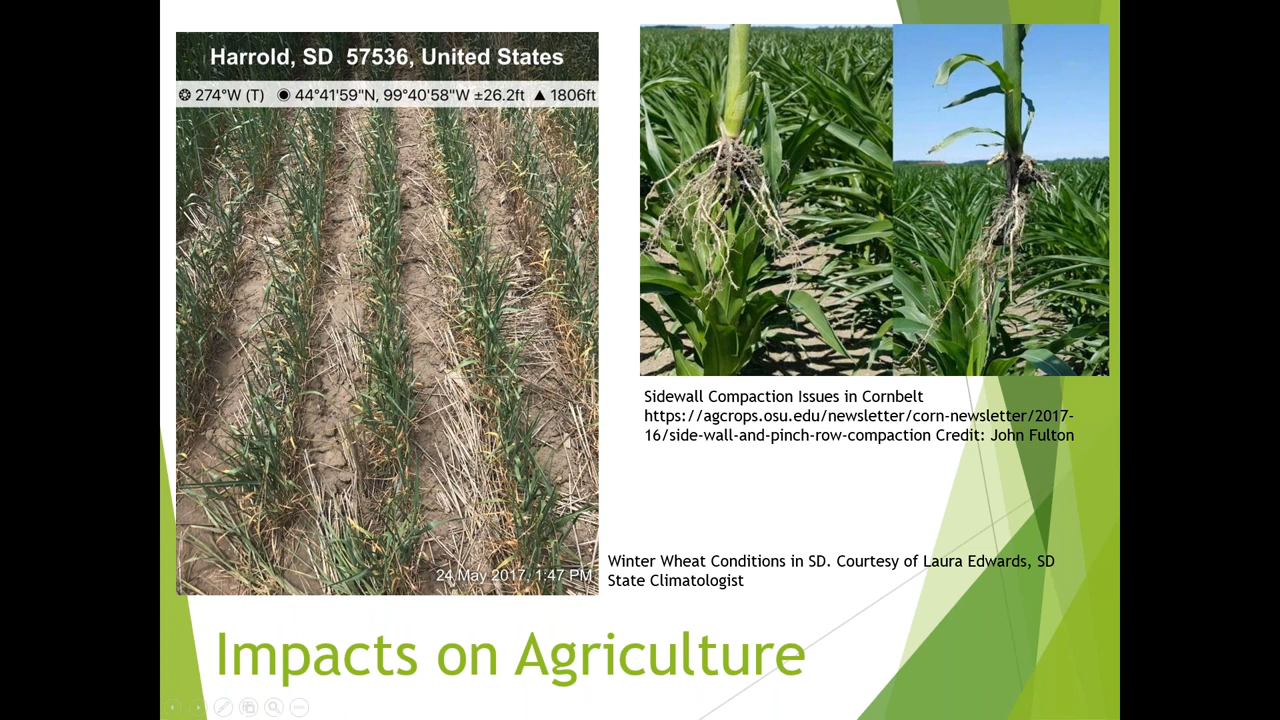 Harrold, SD 57536, United States
274°W (T) 44°41'59"N, 99°40'58"W ±26.2ft ▲ 1806ft
24 May 2017, 1:47 PM
Sidewall Compaction Issues in Cornbelt
https://agcrops.osu.edu/newsletter/corn-newsletter/2017-
16/side-wall-and-pinch-row-compaction Credit: John Fulton
Winter Wheat Conditions in SD. Courtesy of Laura Edwards, SD
State Climatologist
Impacts on Agriculture